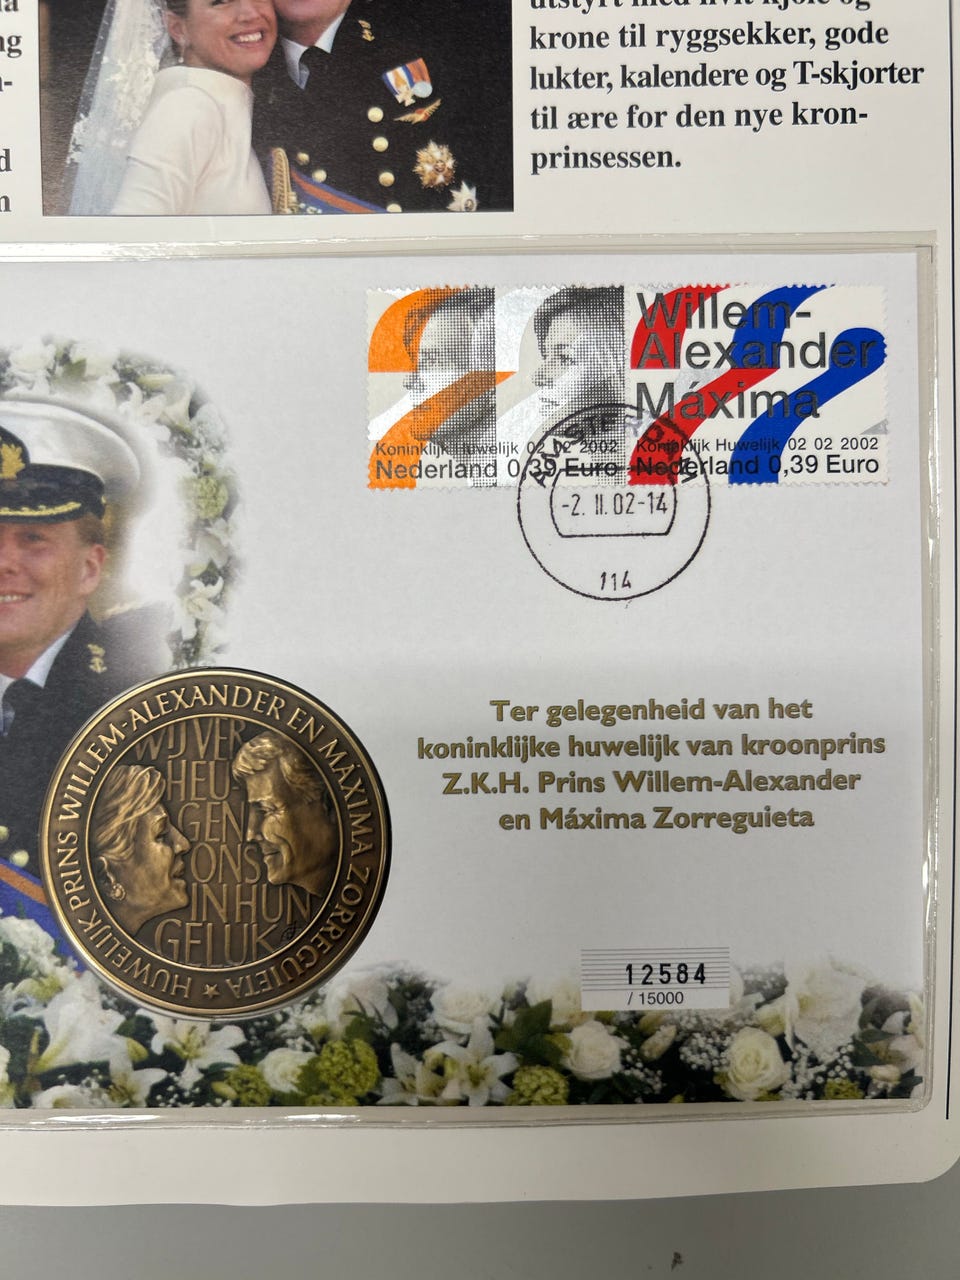 ng
utstyrt med hvit kjole og
krone til ryggsekker, gode
lukter, kalendere og T-skjorter
til ære for den nye kron-
prinsessen.
Willem-
Alexander
Máxima
Koninklijk Huwelijk 02 02 2002
Nederland 0,39 Euro
Koninklijk Huwelijk 02 02 2002
Nederland 0,39 Euro
-2. II. 02-14
114
HUWELIJK PRINS WILLEM-ALEXANDER EN MÁXIMA ZORREGUIETA
WIJ VER
HEU-
GEN
ONS
IN HUN
GELUK
Ter gelegenheid van het
koninklijke huwelijk van kroonprins
Z.K.H. Prins Willem-Alexander
en Máxima Zorreguieta
12584
/ 15000